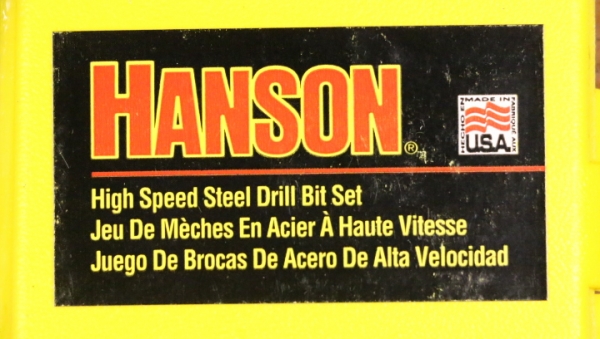 HANSON®
MADE IN
HECHO EN
FABRIQUÉ AUX
U.S.A.
High Speed Steel Drill Bit Set
Jeu De Mèches En Acier À Haute Vitesse
Juego De Brocas De Acero De Alta Velocidad